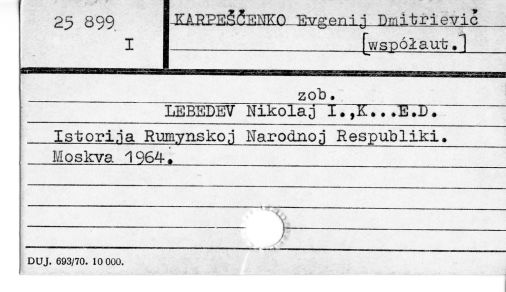 25 899
I
KARPEŠČENKO Evgenij Dmitrievič
[współaut.]
zob.
LEBEDEV Nikolaj I.,K...E.D.
Istorija Rumynskoj Narodnoj Respubliki.
Moskva 1964.
DUJ. 693/70. 10 000.